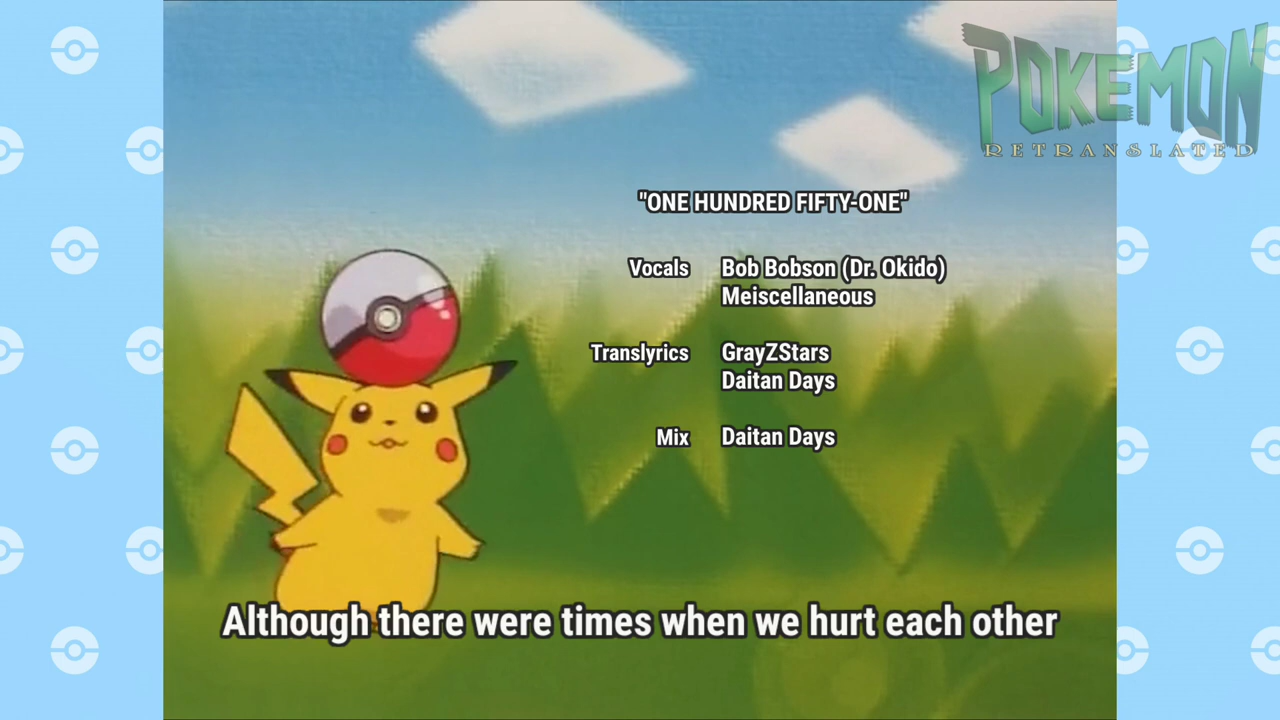 POKEMON
RETRANSLATED
"ONE HUNDRED FIFTY-ONE"
Vocals Bob Bobson (Dr. Okido)
Meiscellaneous
Translyrics GrayZStars
Daitan Days
Mix Daitan Days
Although there were times when we hurt each other